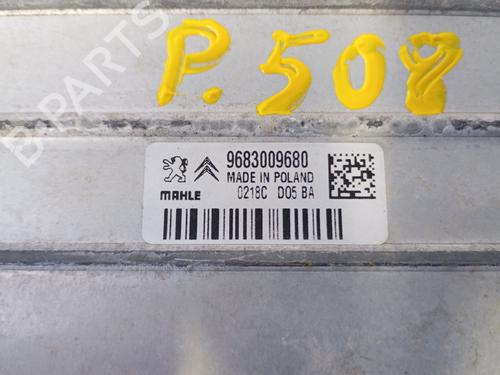 P.508
9683009680
MADE IN POLAND
MAHLE
0218C D05 BA
B-Parts